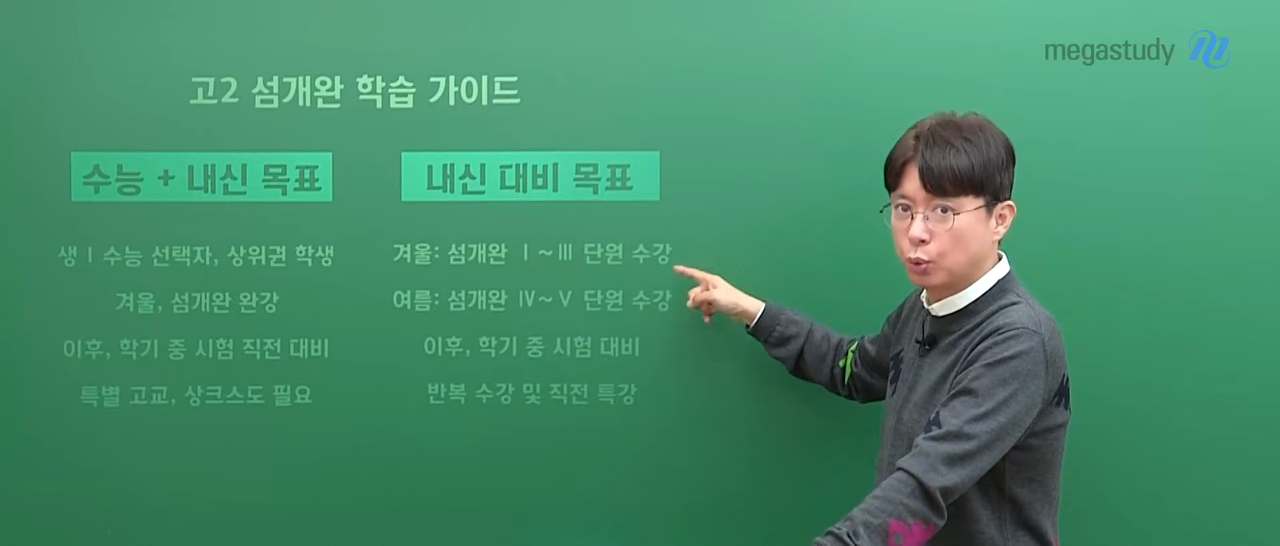 megastudy
고2 섬개완 학습 가이드
수능 + 내신 목표
생Ⅰ수능 선택자, 상위권 학생
겨울, 섬개완 완강
이후, 학기 중 시험 직전 대비
특별 고교, 상크스도 필요
내신 대비 목표
겨울: 섬개완 Ⅰ~Ⅲ 단원 수강
여름: 섬개완 Ⅳ~Ⅴ 단원 수강
이후, 학기 중 시험 대비
반복 수강 및 직전 특강